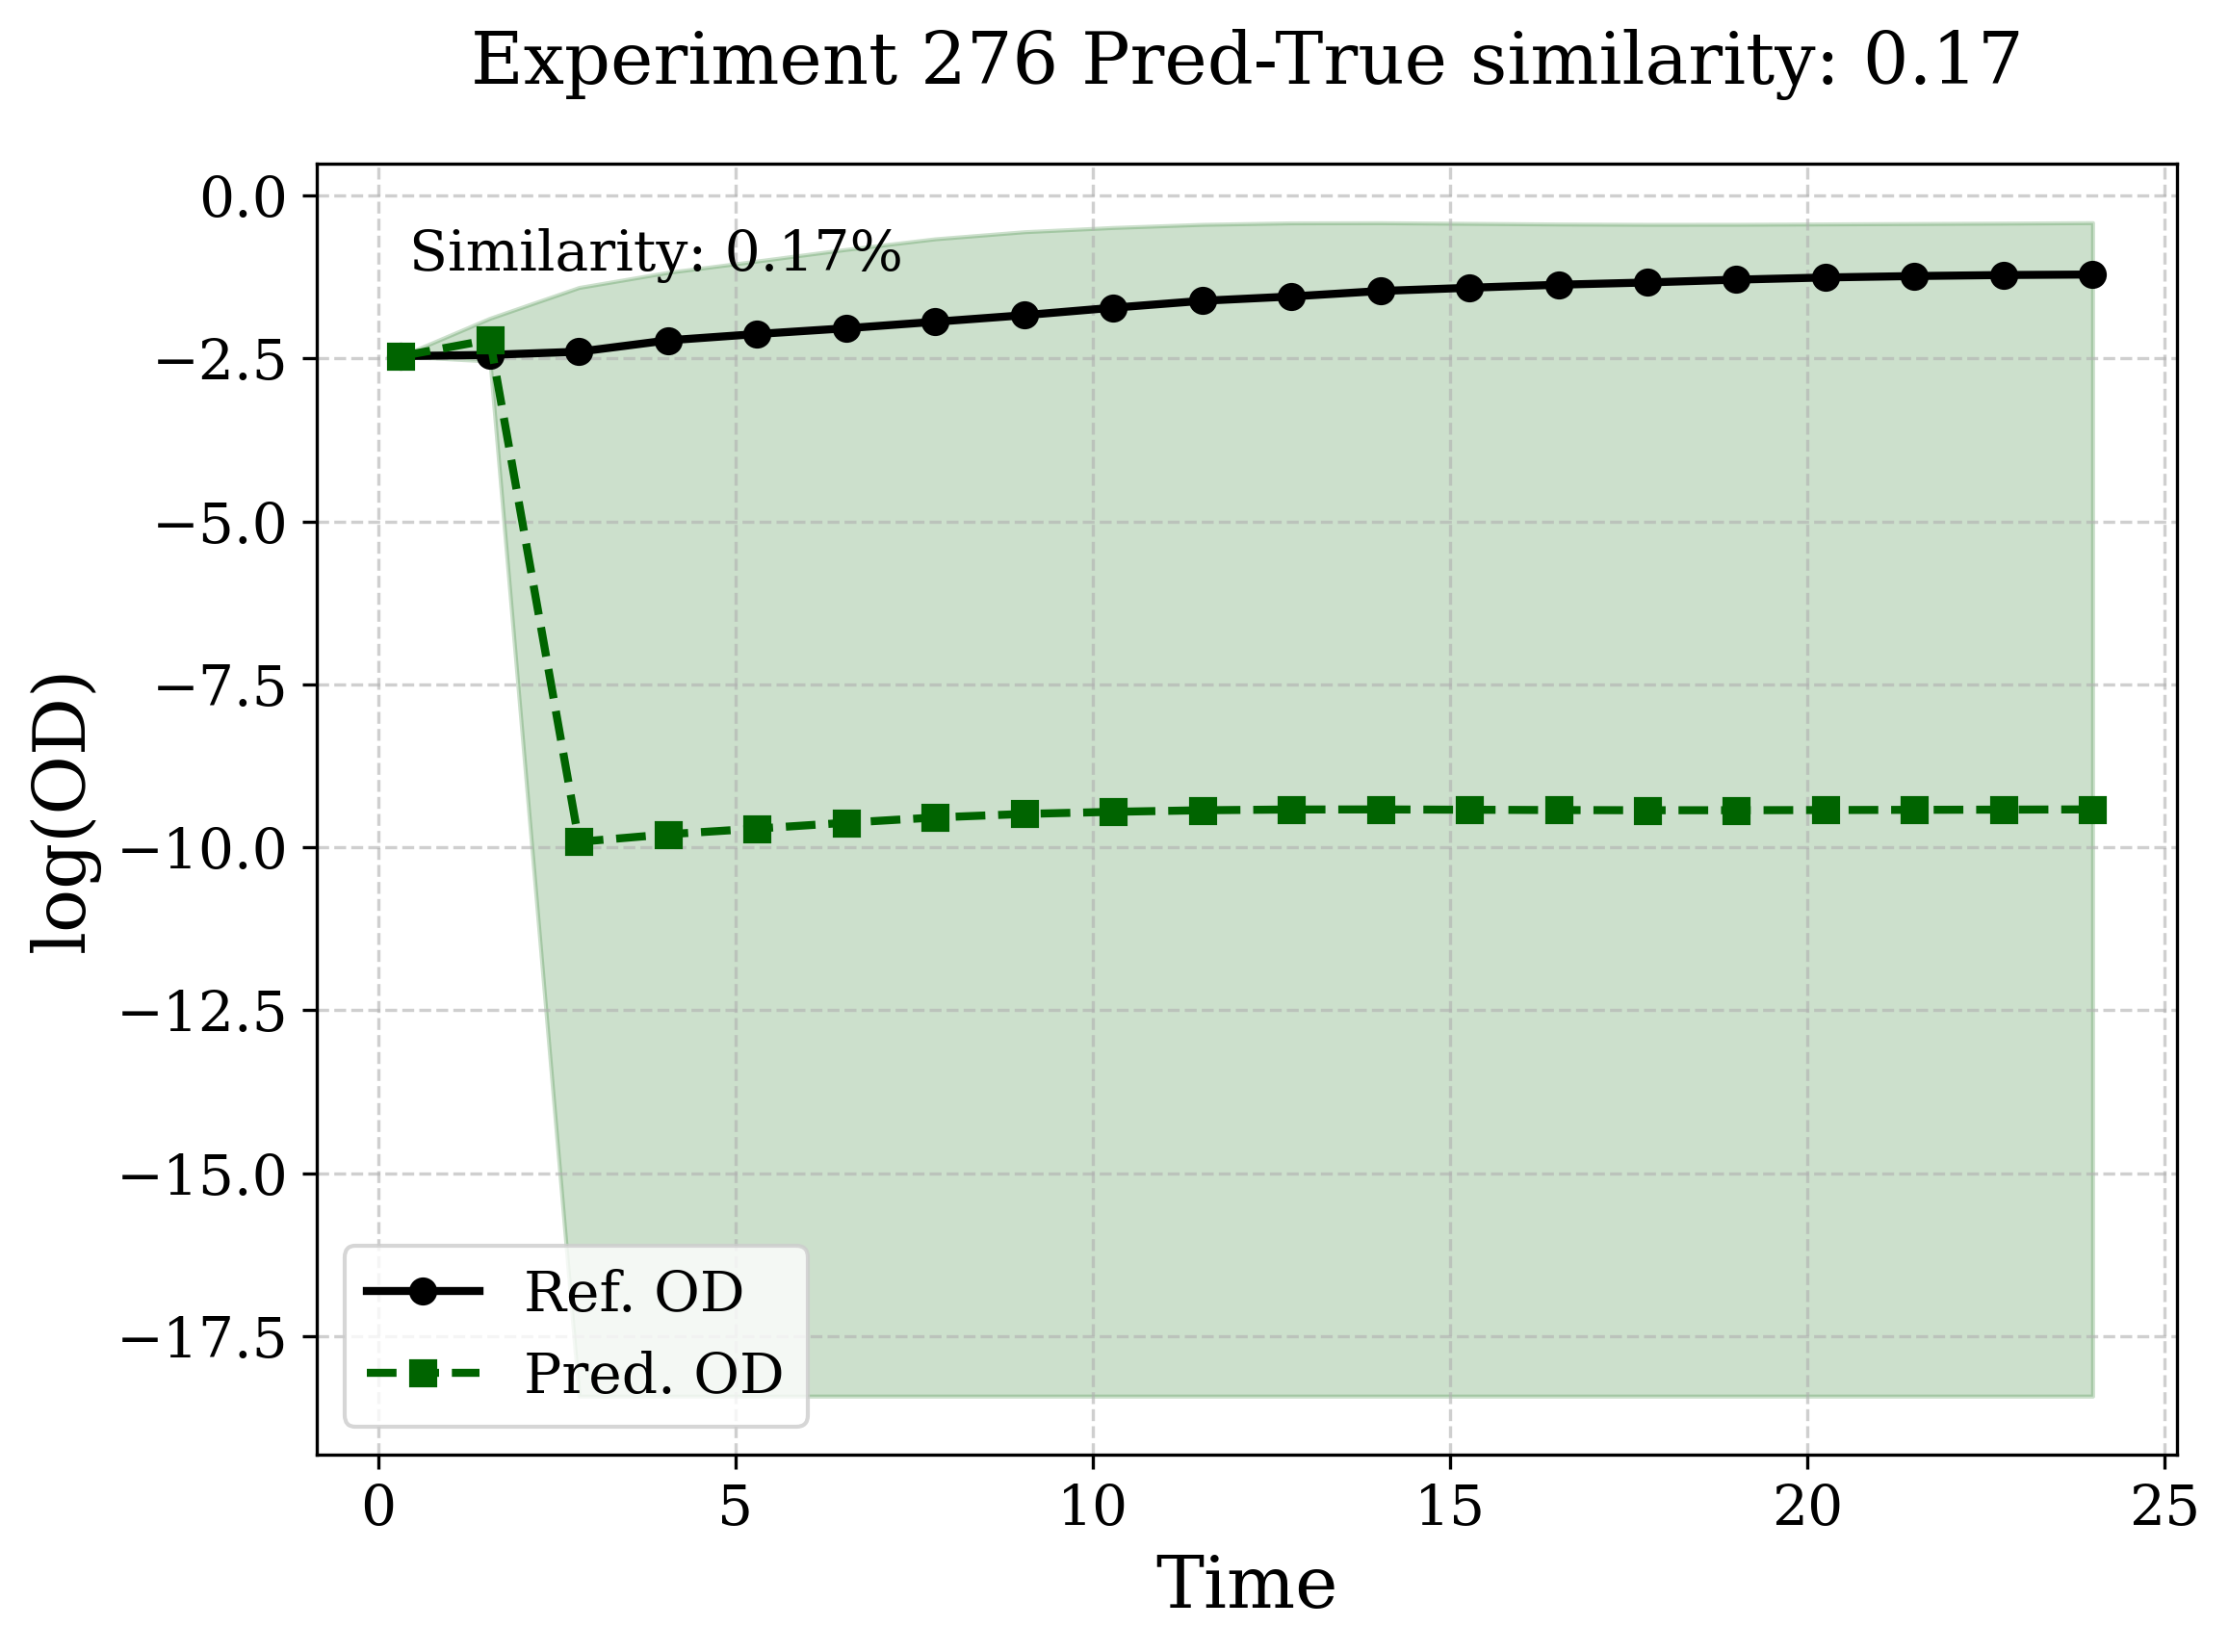 Experiment 276 Pred-True similarity: 0.17
Similarity: 0.17%
log(OD)
0.0
−2.5
−5.0
−7.5
−10.0
−12.5
−15.0
−17.5
Ref. OD
Pred. OD
0 5 10 15 20 25
Time